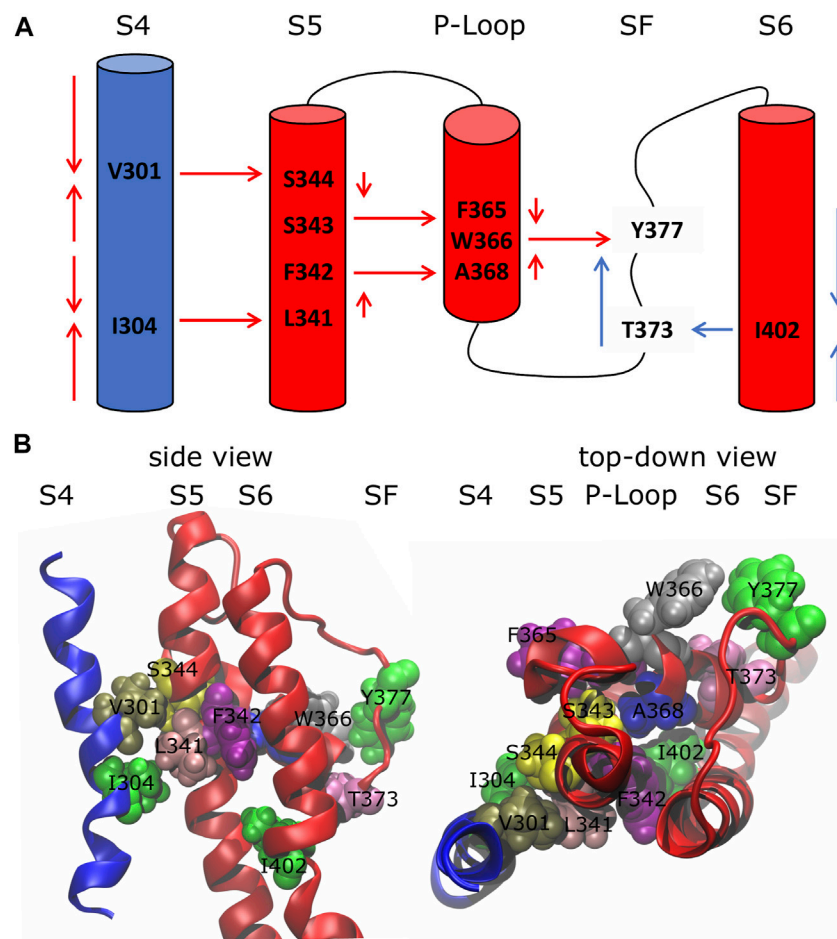 A
S4 S5 P-Loop SF S6
V301 S344 S343 F365 W366 Y377
F342 A368
I304 L341 T373 I402
B
side view top-down view
S4 S5 S6 SF S4 S5 P-Loop S6 SF
S344
V301 F342 W366 Y377
L341
I304
T373
I402
W366 Y377
F365
T373
S343 A368
S344 I402
I304
F342
V301 L341